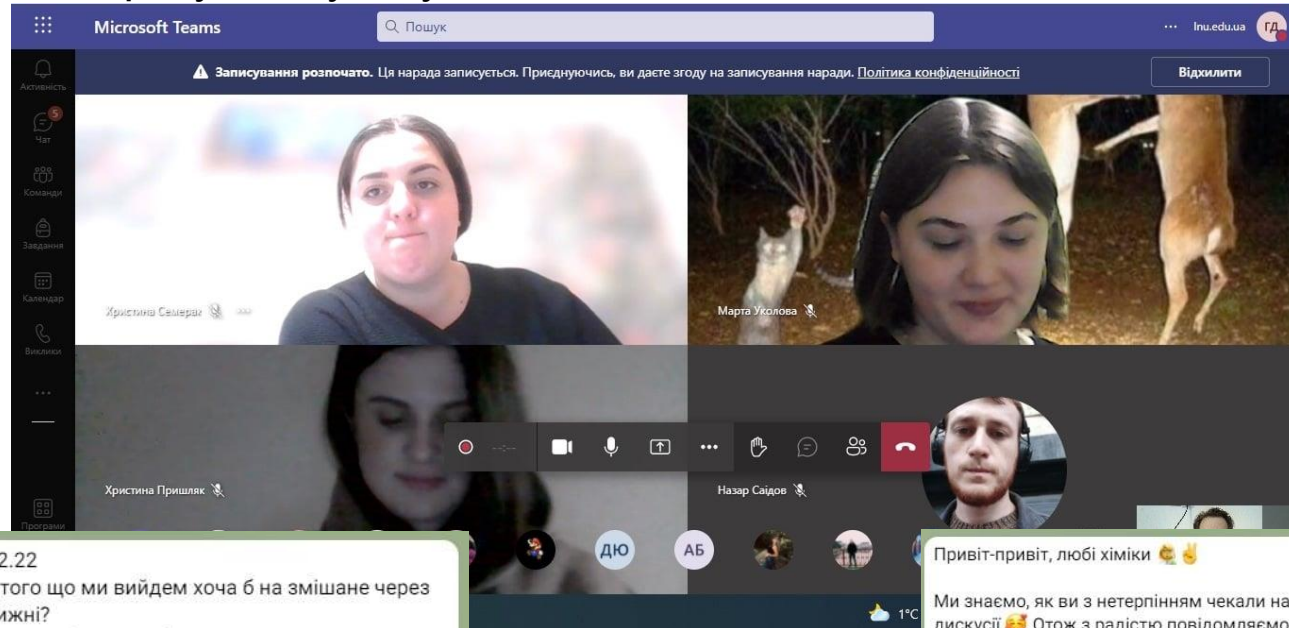 Microsoft Teams
Пошук
lnu.edu.ua
ГД
Активність
5
Чат
Команди
Завдання
Календар
Виклики
Програми
Записування розпочато. Ця нарада записується. Приєднуючись, ви даєте згоду на записування наради. Політика конфіденційності
Відхилити
Христина Семерак
Марта Уколова
Христина Пришляк
Назар Саїдов
--:--
ДЮ
АБ
1°C
2.22
того що ми вийдем хоча б на змішане через
ижні?
Привіт-привіт, любі хіміки
Ми знаємо, як ви з нетерпінням чекали на
дискусії Отож з радістю повідомляємо